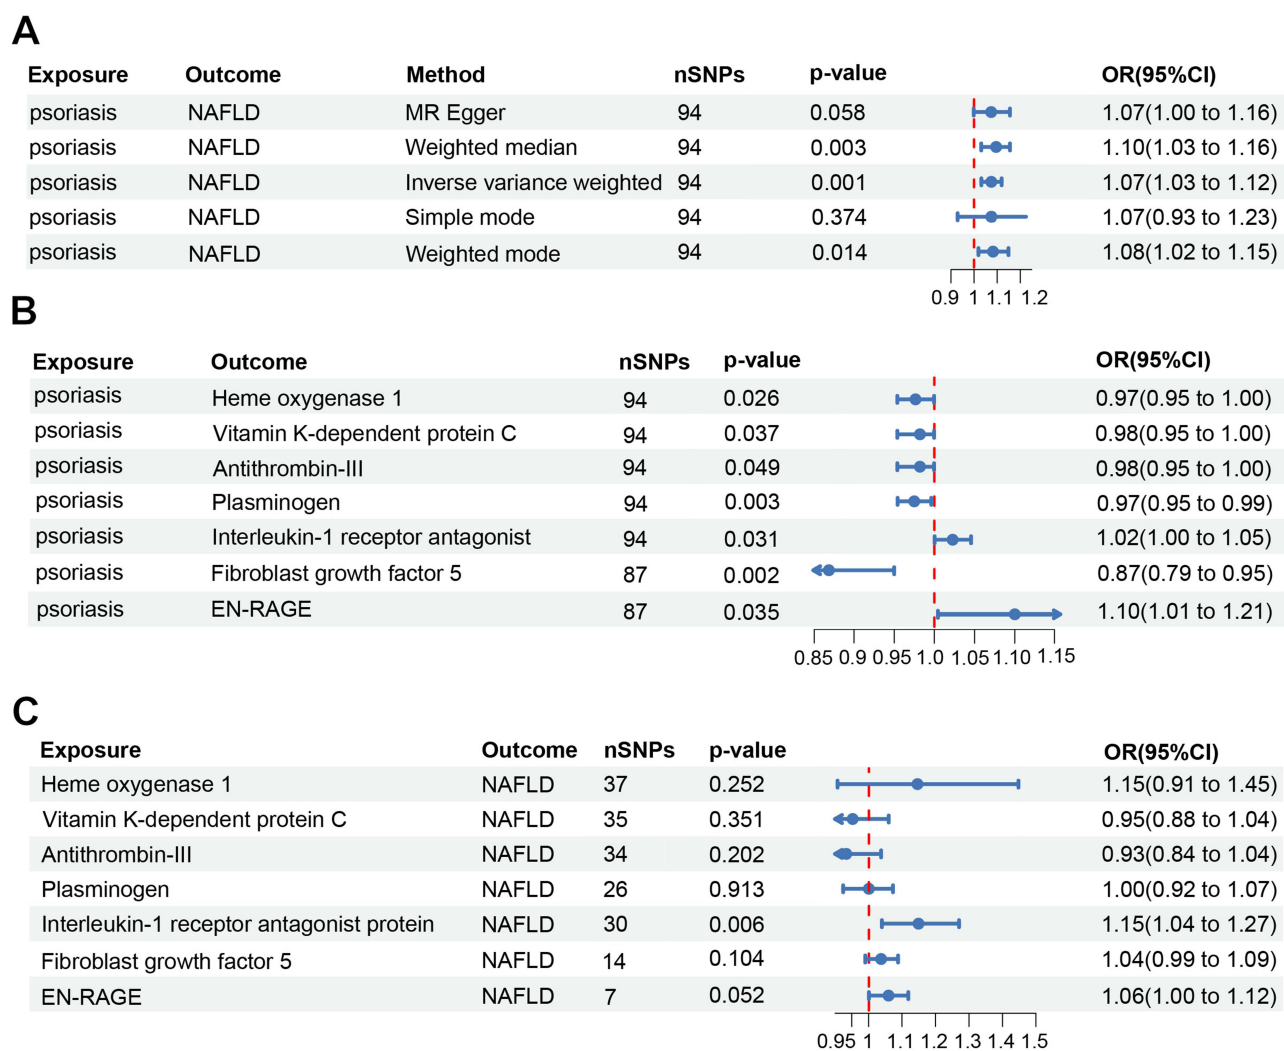 A
Exposure Outcome Method nSNPs p-value OR(95%CI)
psoriasis NAFLD MR Egger 94 0.058 1.07(1.00 to 1.16)
psoriasis NAFLD Weighted median 94 0.003 1.10(1.03 to 1.16)
psoriasis NAFLD Inverse variance weighted 94 0.001 1.07(1.03 to 1.12)
psoriasis NAFLD Simple mode 94 0.374 1.07(0.93 to 1.23)
psoriasis NAFLD Weighted mode 94 0.014 1.08(1.02 to 1.15)
0.9 1 1.1 1.2
B
Exposure Outcome nSNPs p-value OR(95%CI)
psoriasis Heme oxygenase 1 94 0.026 0.97(0.95 to 1.00)
psoriasis Vitamin K-dependent protein C 94 0.037 0.98(0.95 to 1.00)
psoriasis Antithrombin-III 94 0.049 0.98(0.95 to 1.00)
psoriasis Plasminogen 94 0.003 0.97(0.95 to 0.99)
psoriasis Interleukin-1 receptor antagonist 94 0.031 1.02(1.00 to 1.05)
psoriasis Fibroblast growth factor 5 87 0.002 0.87(0.79 to 0.95)
psoriasis EN-RAGE 87 0.035 1.10(1.01 to 1.21)
0.85 0.9 0.95 1.0 1.05 1.10 1.15
C
Exposure Outcome nSNPs p-value OR(95%CI)
Heme oxygenase 1 NAFLD 37 0.252 1.15(0.91 to 1.45)
Vitamin K-dependent protein C NAFLD 35 0.351 0.95(0.88 to 1.04)
Antithrombin-III NAFLD 34 0.202 0.93(0.84 to 1.04)
Plasminogen NAFLD 26 0.913 1.00(0.92 to 1.07)
Interleukin-1 receptor antagonist protein NAFLD 30 0.006 1.15(1.04 to 1.27)
Fibroblast growth factor 5 NAFLD 14 0.104 1.04(0.99 to 1.09)
EN-RAGE NAFLD 7 0.052 1.06(1.00 to 1.12)
0.95 1 1.1 1.2 1.3 1.4 1.5